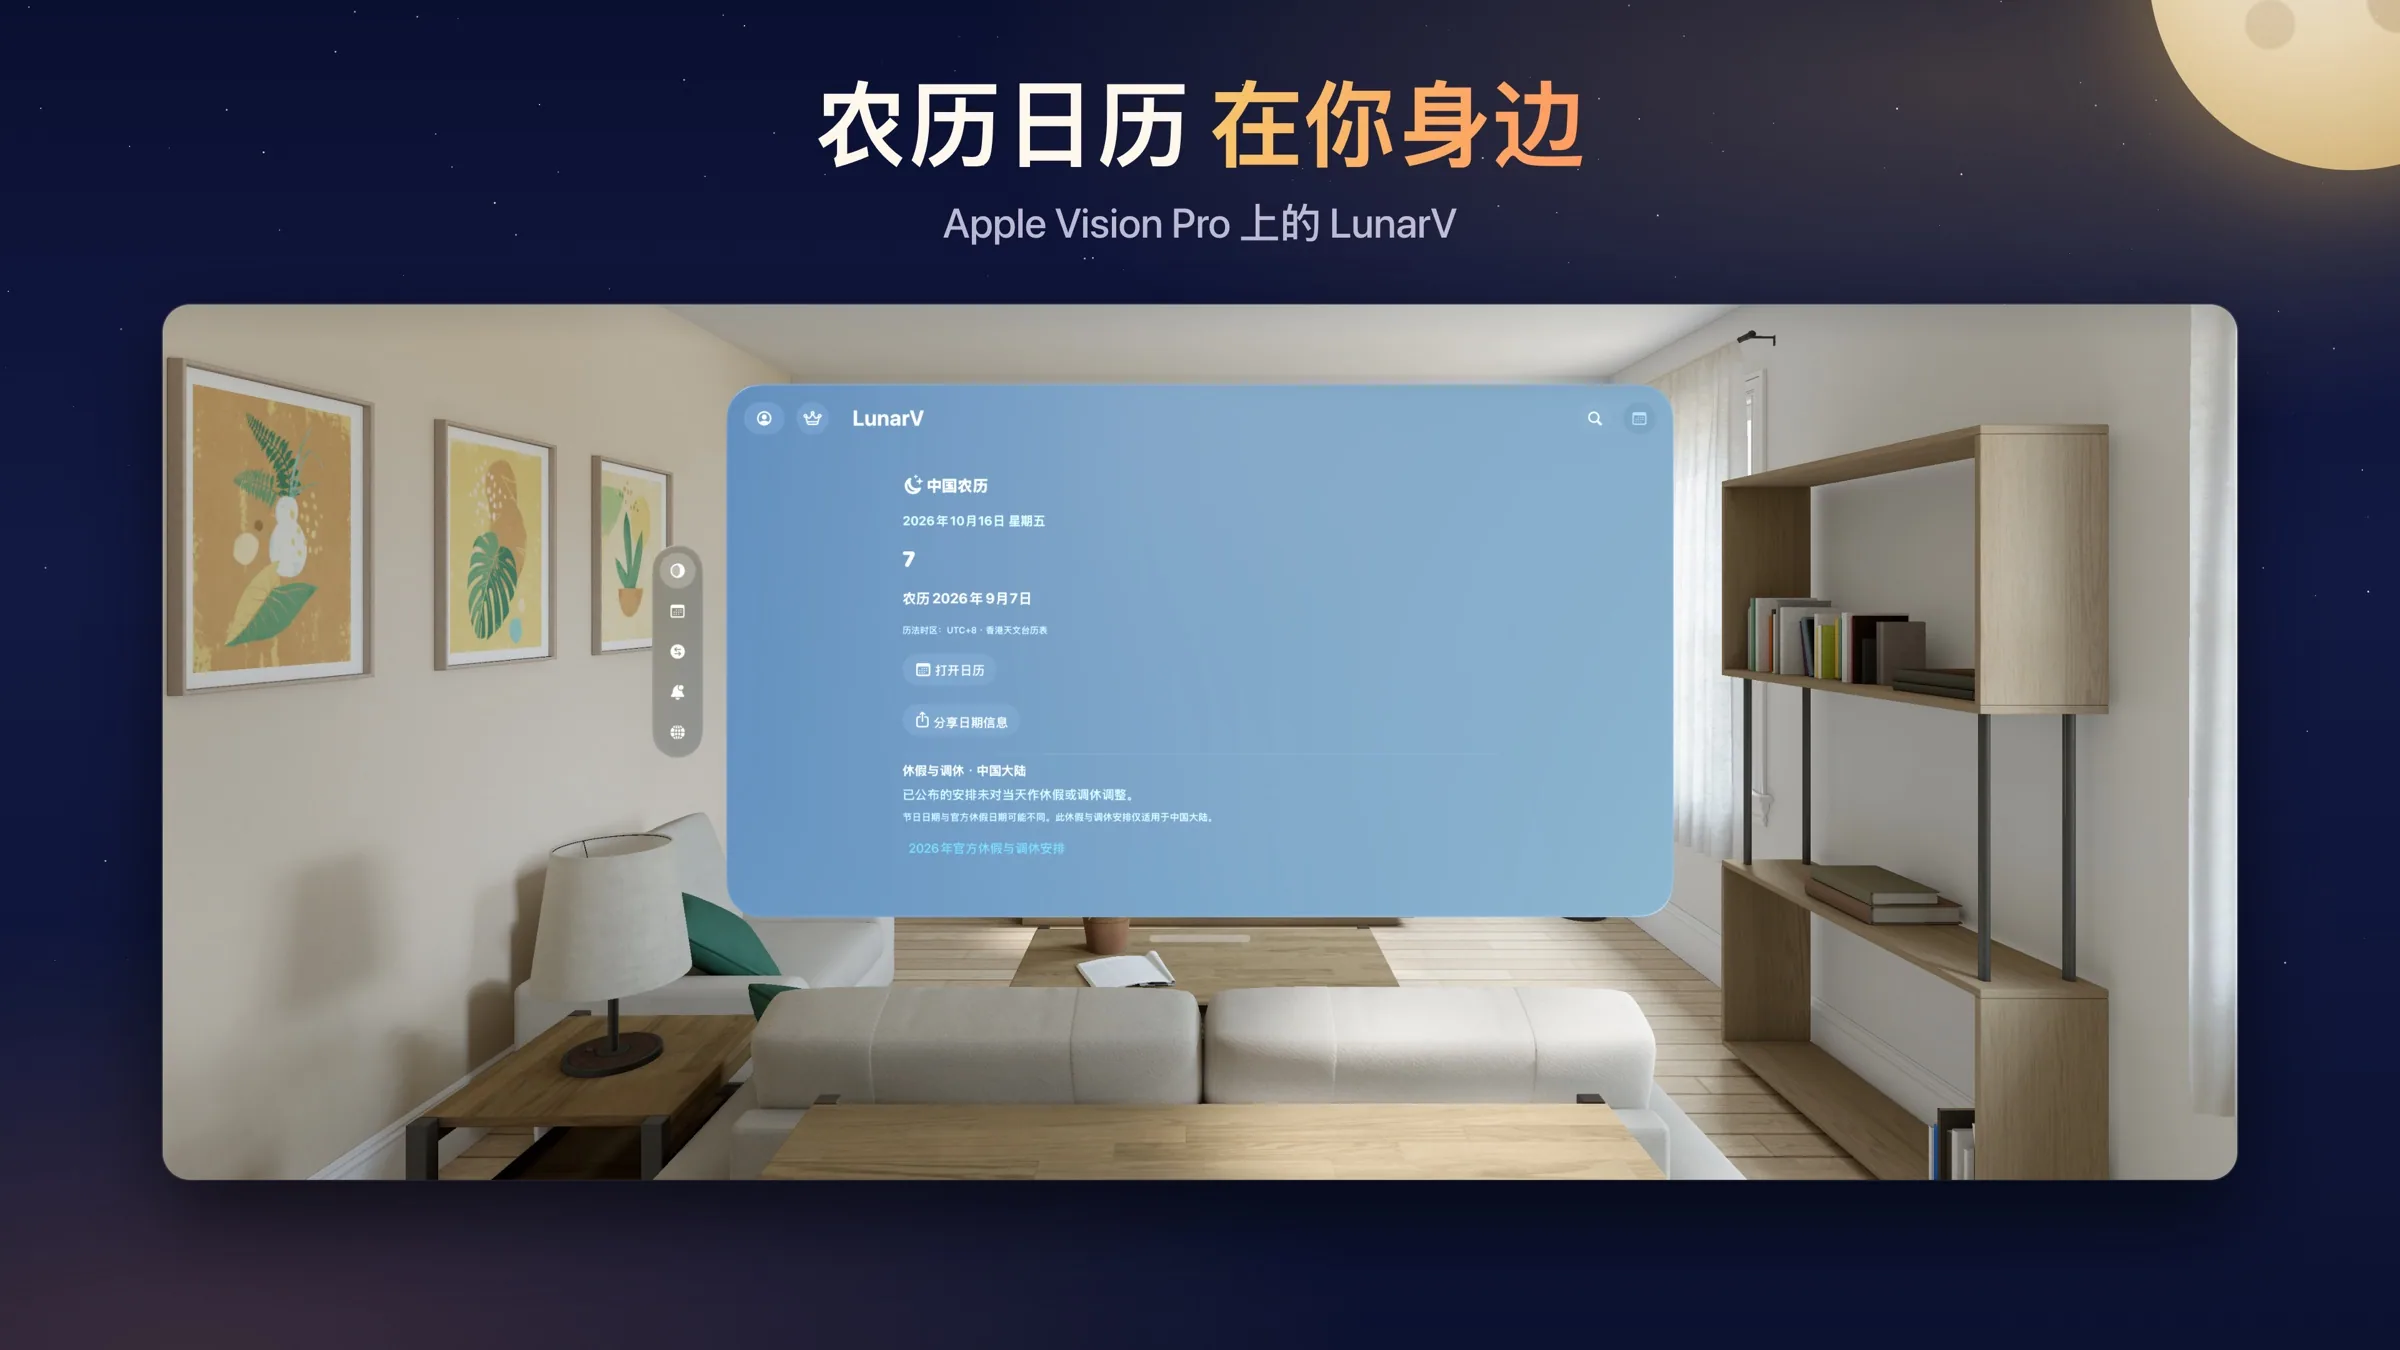 农历日历 在你身边
Apple Vision Pro 上的 LunarV
LunarV
中国农历
2026年10月16日 星期五
7
农历 2026 年 9月7日
历法时区：UTC+8 · 香港天文台历表
打开日历
分享日期信息
休假与调休 · 中国大陆
已公布的安排未对当天作休假或调休调整。
节日日期与官方休假日期可能不同。此休假与调休安排仅适用于中国大陆。
2026年官方休假与调休安排